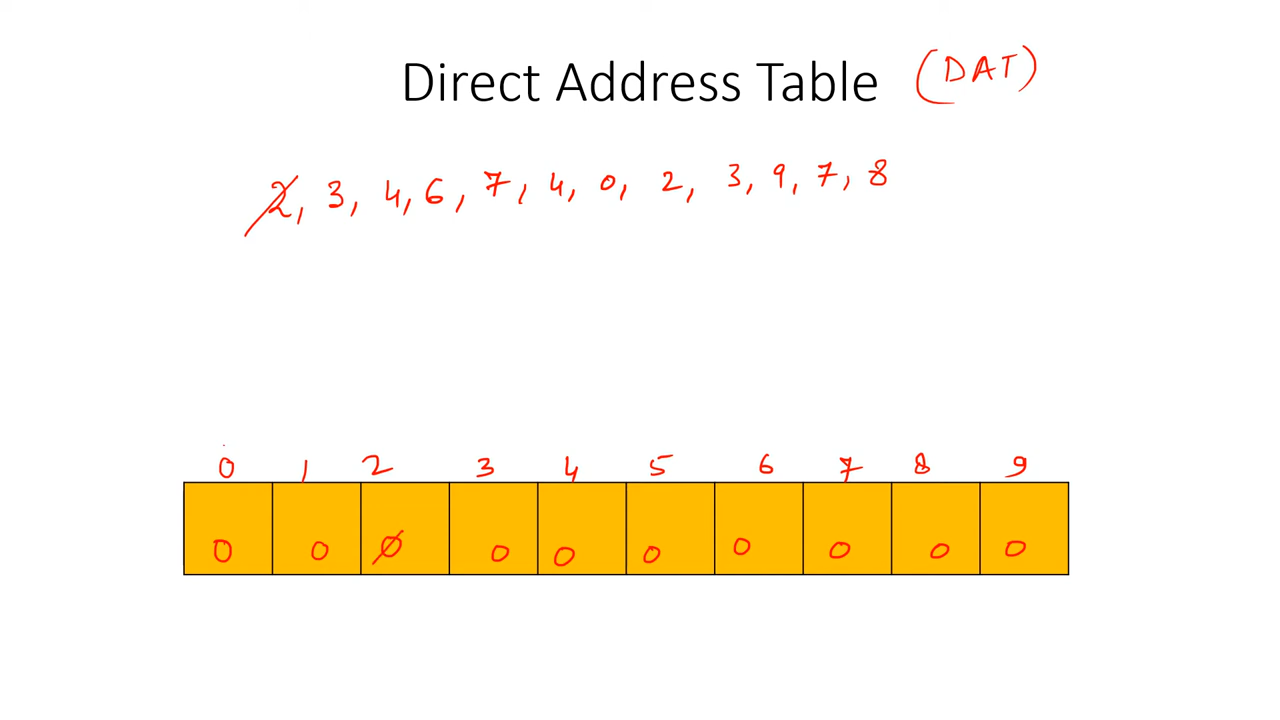 Direct Address Table (DAT)
2, 3, 4, 6, 7, 4, 0, 2, 3, 9, 7, 8
0 1 2 3 4 5 6 7 8 9
0 0 0 0 0 0 0 0 0 0